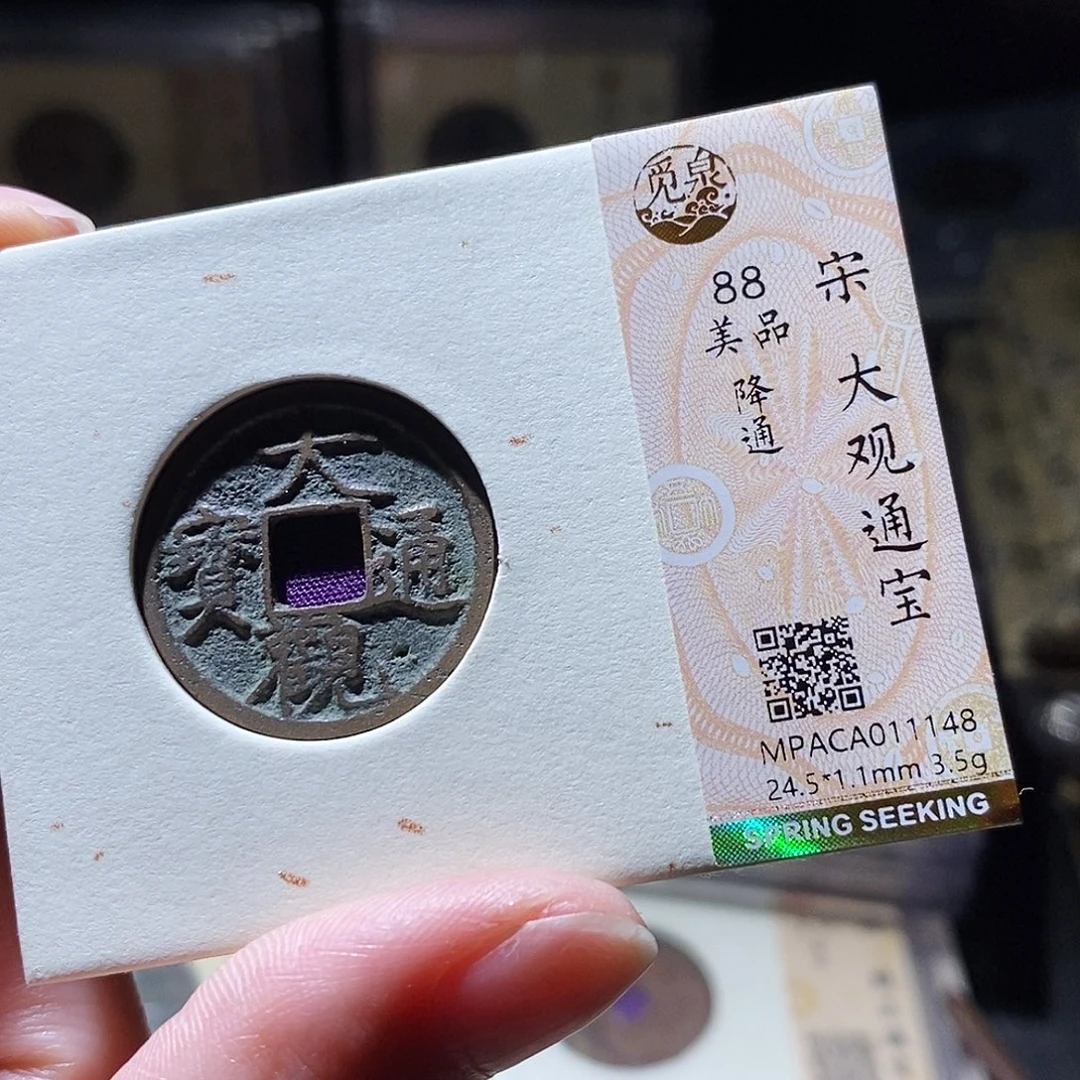 大
寶 通
觀
觅泉
88
美品
降通
宋 大观通宝
MPACA011148
24.5*1.1mm 3.5g
SPRING SEEKING